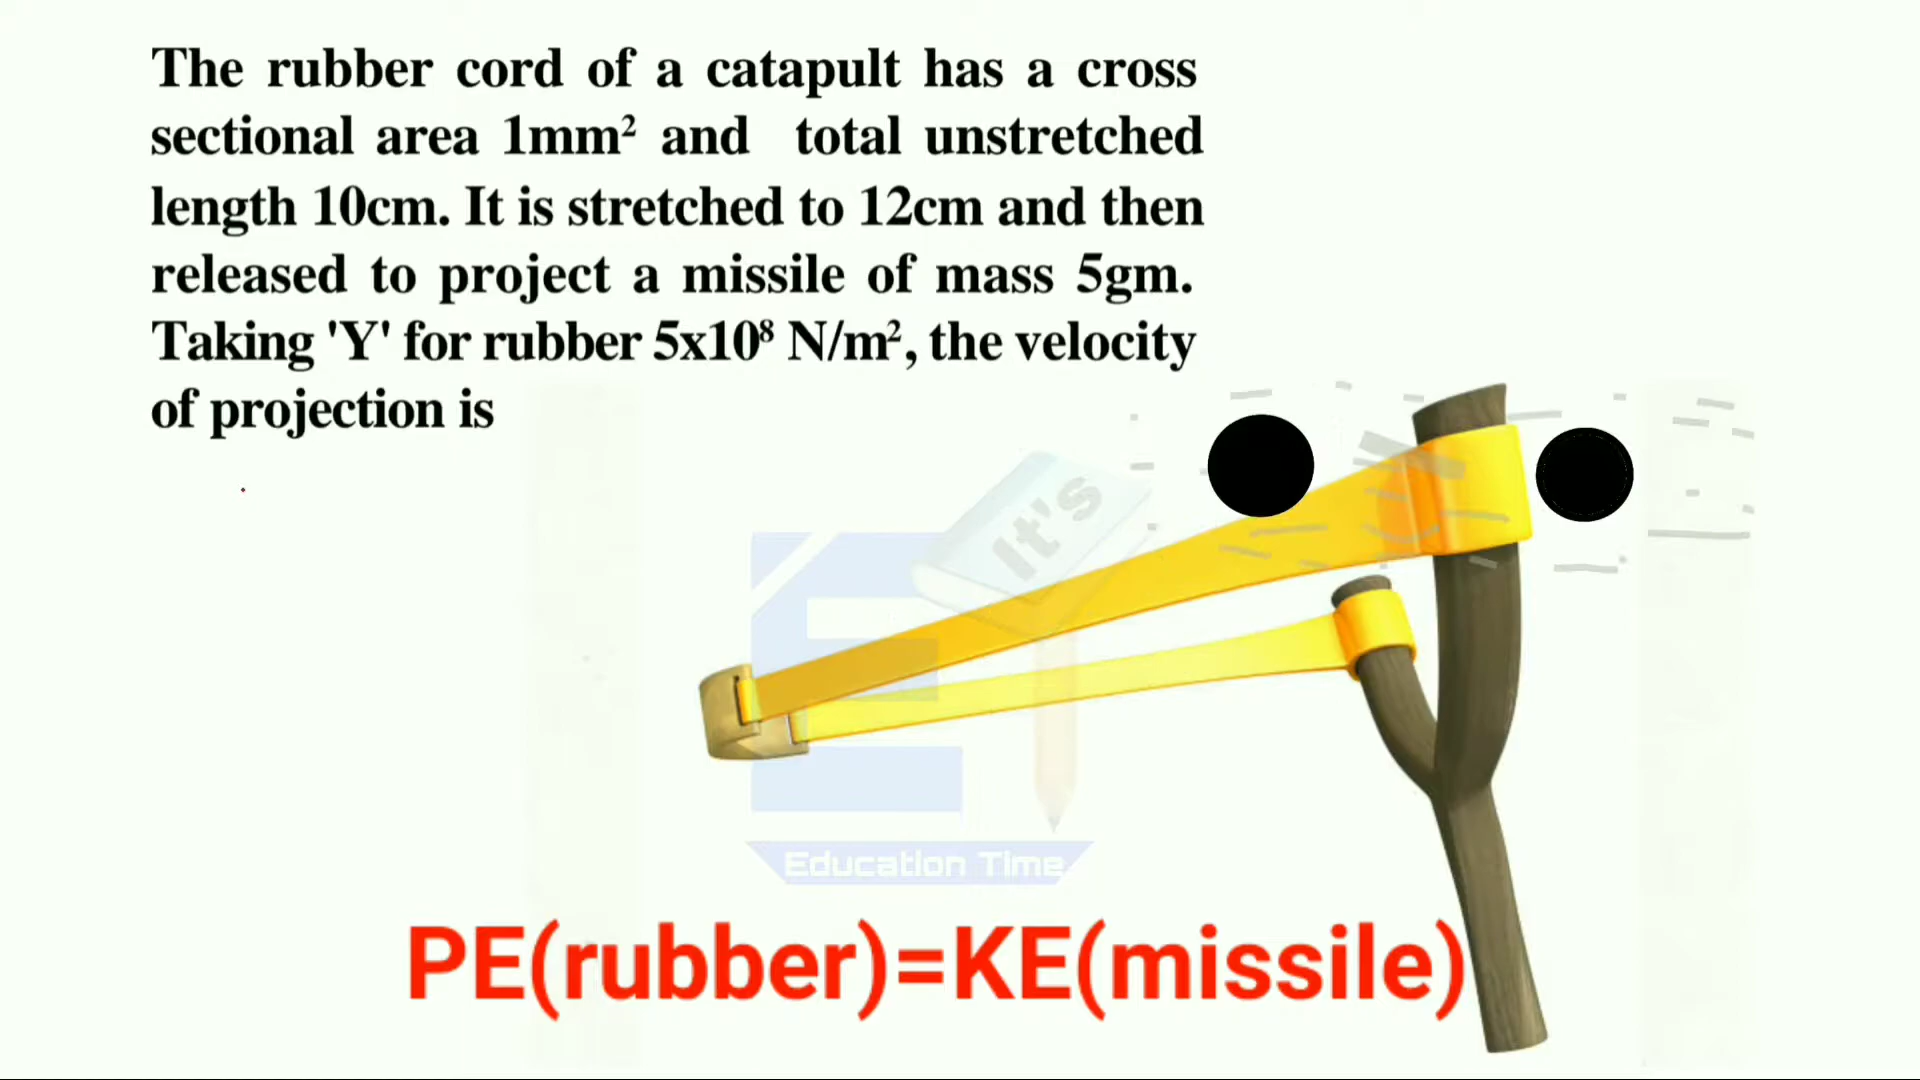 The rubber cord of a catapult has a cross
sectional area 1mm² and total unstretched
length 10cm. It is stretched to 12cm and then
released to project a missile of mass 5gm.
Taking 'Y' for rubber 5x10⁸ N/m², the velocity
of projection is
It's
Education Time
PE(rubber)=KE(missile)